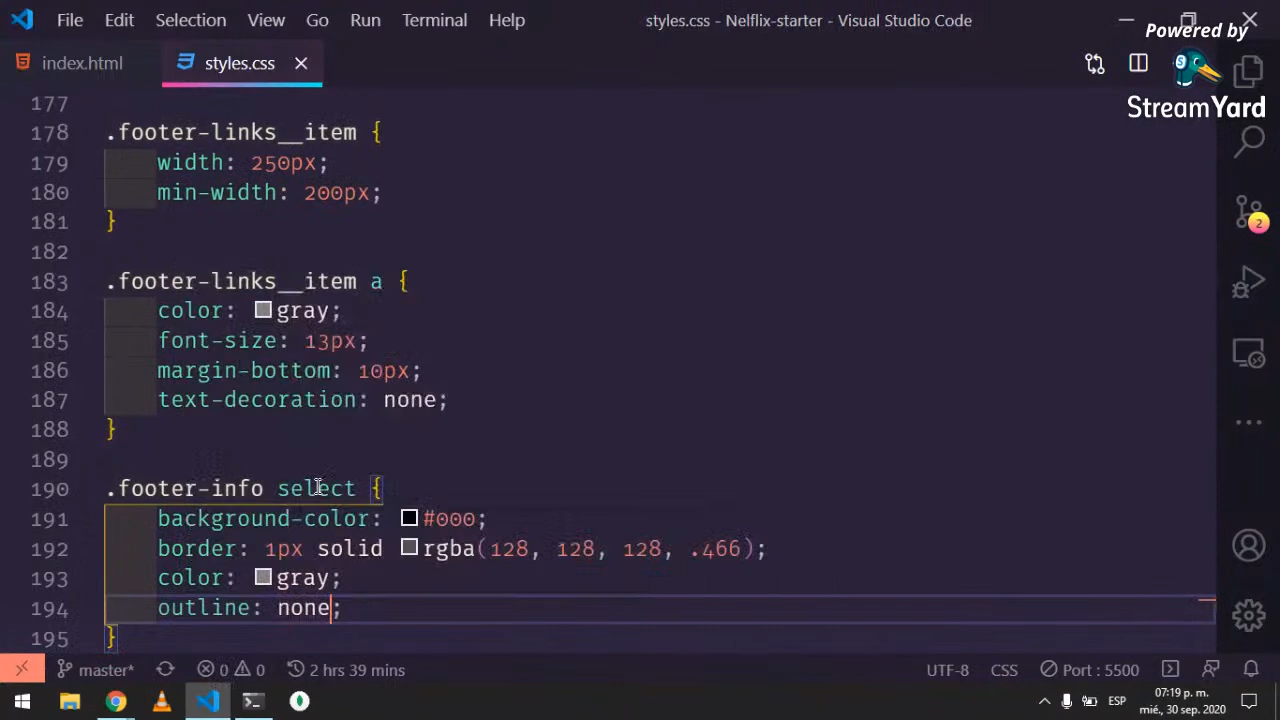 File Edit Selection View Go Run Terminal Help styles.css - Nelflix-starter - Visual Studio Code
Powered by
StreamYard
index.html styles.css
177
178 .footer-links__item {
179 width: 250px;
180 min-width: 200px;
181 }
182
183 .footer-links__item a {
184 color: gray;
185 font-size: 13px;
186 margin-bottom: 10px;
187 text-decoration: none;
188 }
189
190 .footer-info select {
191 background-color: #000;
192 border: 1px solid rgba(128, 128, 128, .466);
193 color: gray;
194 outline: none;
195 }
2
master* 0 0 2 hrs 39 mins UTF-8 CSS Port : 5500
ESP 07:19 p. m.
mié, 30 sep. 2020